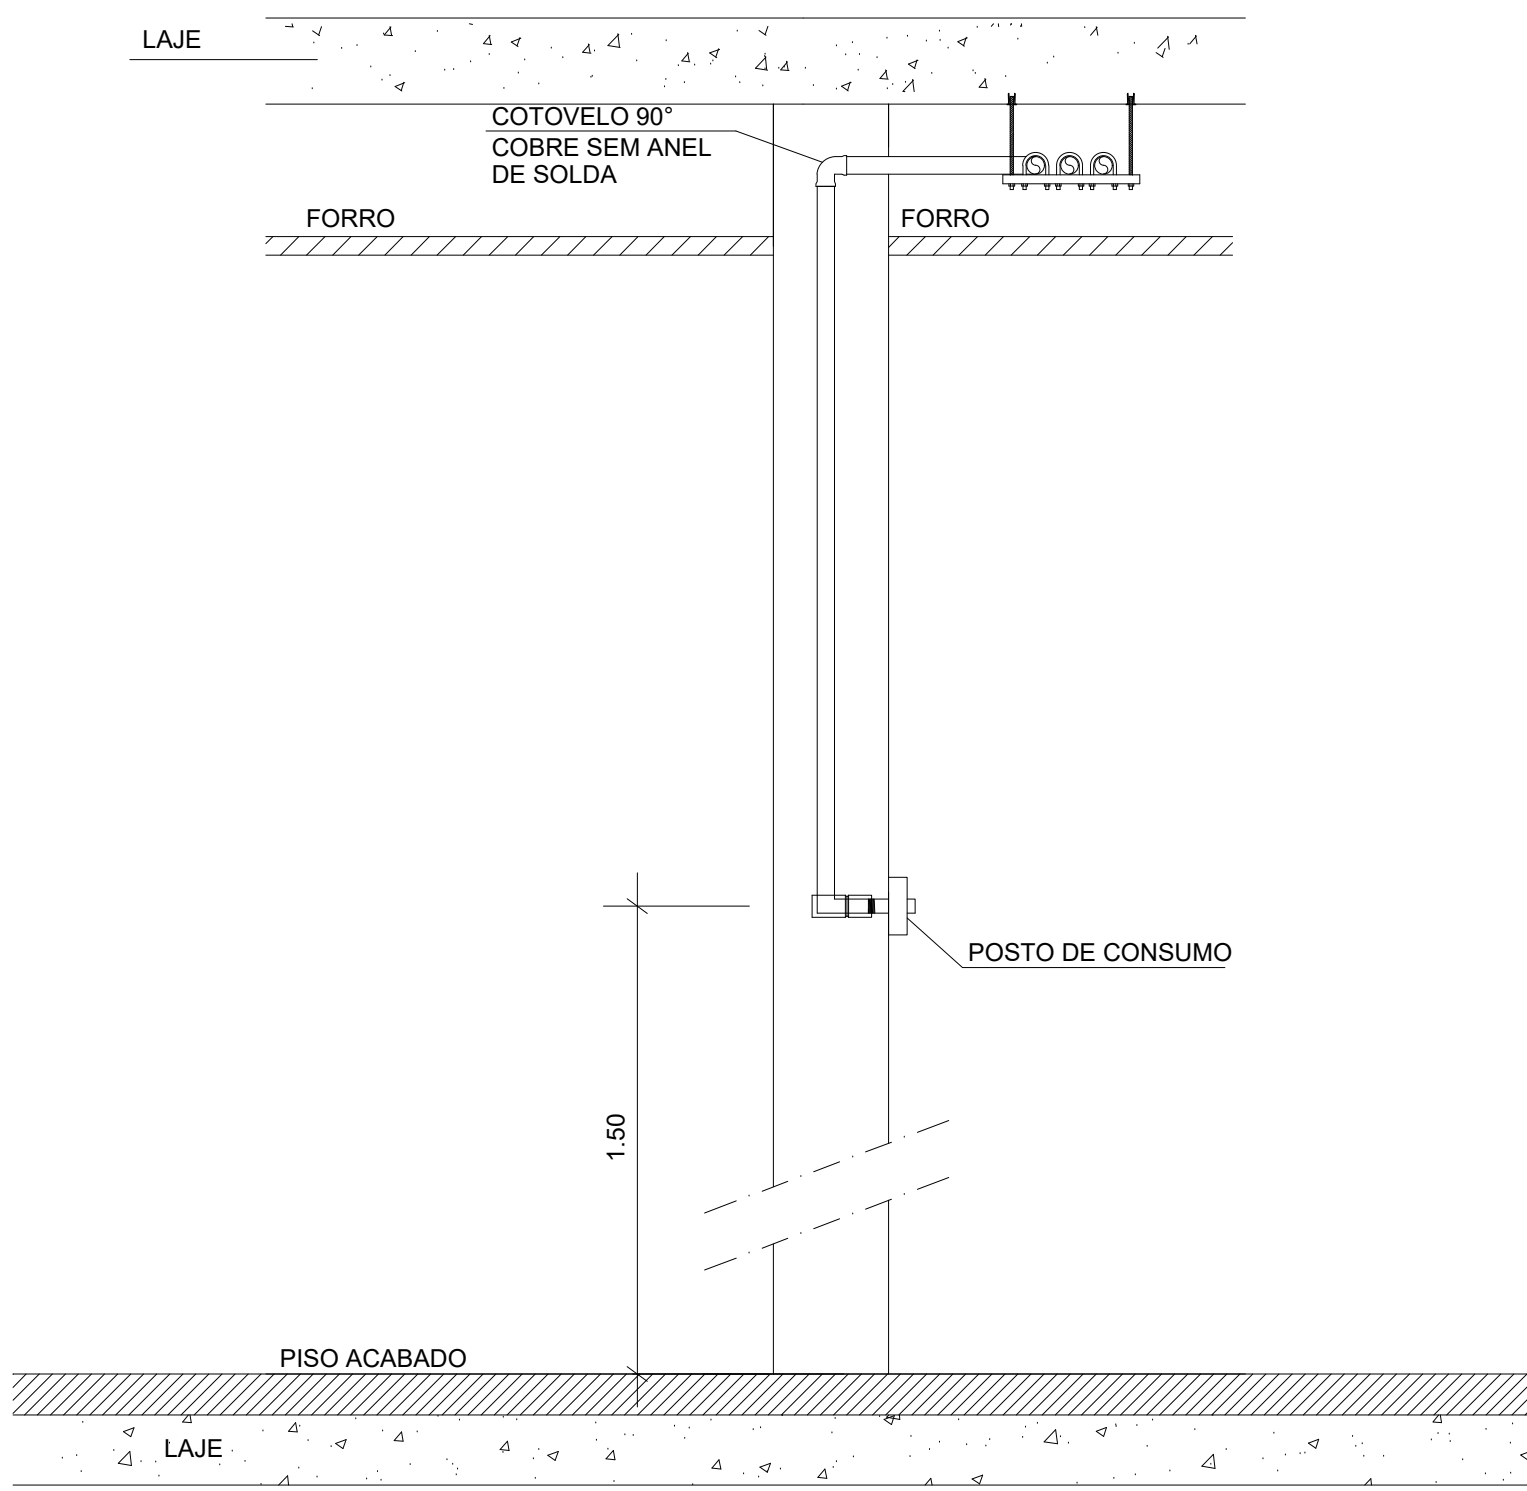 LAJE
COTOVELO 90°
COBRE SEM ANEL
DE SOLDA
FORRO
FORRO
POSTO DE CONSUMO
1.50
PISO ACABADO
LAJE